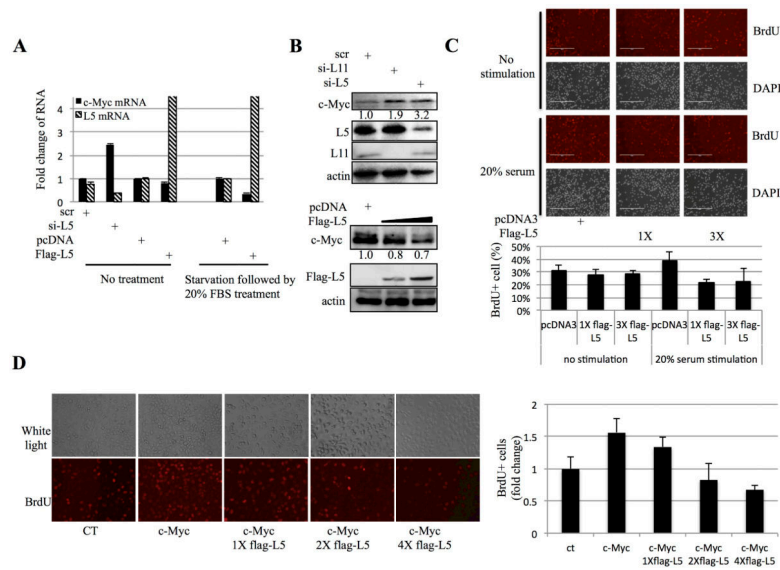 A
Fold change of RNA
c-Myc mRNA
L5 mRNA
6
4
2
1
0
scr +
si-L5 +
pcDNA + +
Flag-L5 + +
No treatment
Starvation followed by
20% FBS treatment
B
scr +
si-L11 +
si-L5 +
c-Myc
1.0 1.9 3.2
L5
L11
actin
pcDNA +
Flag-L5
c-Myc
1.0 0.8 0.7
Flag-L5
actin
C
No
stimulation
BrdU
DAPI
20% serum
BrdU
DAPI
pcDNA3 +
Flag-L5 1X 3X
BrdU+ cell (%)
50%
40%
30%
20%
10%
0%
pcDNA3 1X flag-L5 3X flag-L5 pcDNA3 1X flag-L5 3X flag-L5
no stimulation 20% serum stimulation
D
White
light
BrdU
CT c-Myc c-Myc c-Myc c-Myc
1X flag-L5 2X flag-L5 4X flag-L5
BrdU+ cells
(fold change)
2
1.5
1
0.5
0
ct c-Myc c-Myc c-Myc c-Myc
1Xflag-L5 2Xflag-L5 4Xflag-L5